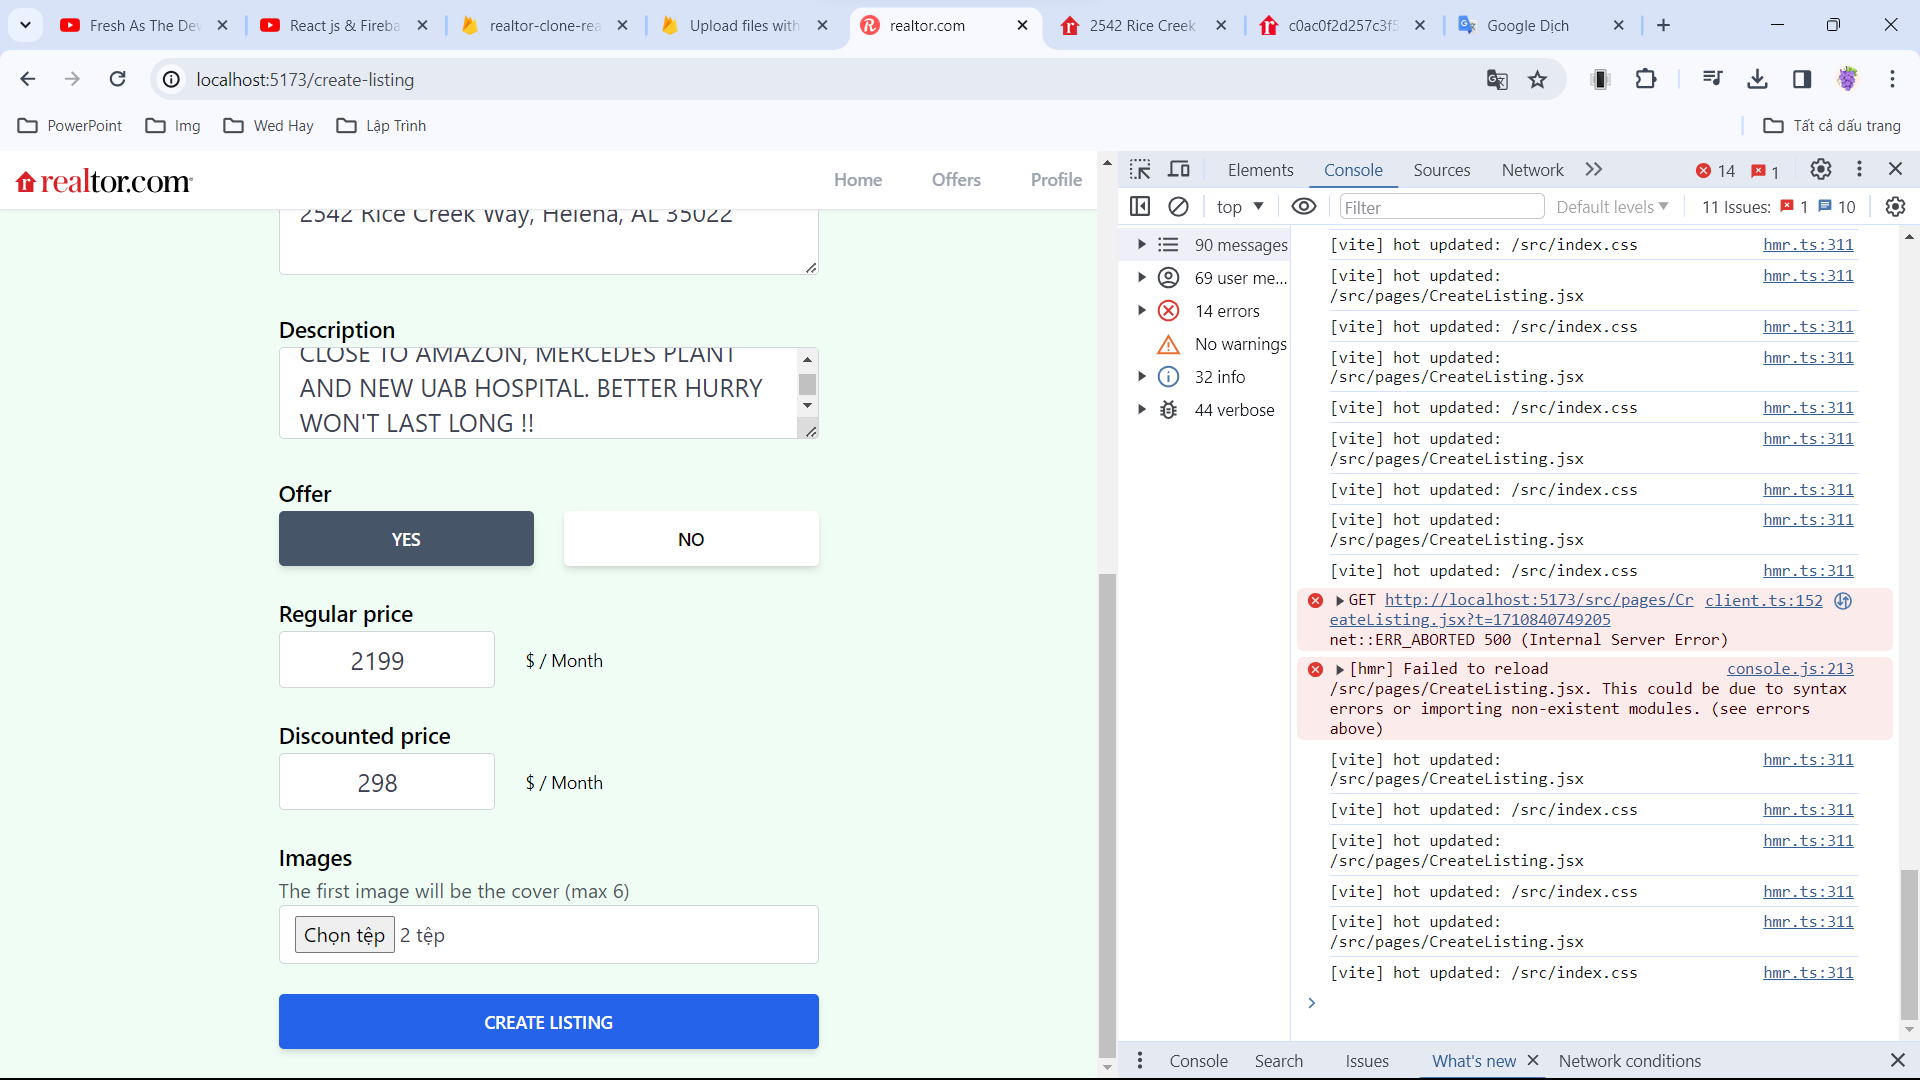 Fresh As The De
React js & Fireba
realtor-clone-rea
Upload files with
realtor.com
2542 Rice Creek
c0ac0f2d257c3f5
Google Dịch
localhost:5173/create-listing
PowerPoint
Img
Wed Hay
Lập Trình
Tất cả dấu trang
realtor.com
Home
Offers
Profile
2542 Rice Creek Way, Helena, AL 35022
Description
CLOSE TO AMAZON, MERCEDES PLANT
AND NEW UAB HOSPITAL. BETTER HURRY
WON'T LAST LONG !!
Offer
YES
NO
Regular price
2199
$ / Month
Discounted price
298
$ / Month
Images
The first image will be the cover (max 6)
Chọn tệp 2 tệp
CREATE LISTING
Elements
Console
Sources
Network
14
1
top
Filter
Default levels
11 Issues:
1
10
90 messages
69 user me...
14 errors
No warnings
32 info
44 verbose
[vite] hot updated: /src/index.css hmr.ts:311
[vite] hot updated: hmr.ts:311
/src/pages/CreateListing.jsx
[vite] hot updated: /src/index.css hmr.ts:311
[vite] hot updated: hmr.ts:311
/src/pages/CreateListing.jsx
[vite] hot updated: /src/index.css hmr.ts:311
[vite] hot updated: hmr.ts:311
/src/pages/CreateListing.jsx
[vite] hot updated: /src/index.css hmr.ts:311
[vite] hot updated: hmr.ts:311
/src/pages/CreateListing.jsx
[vite] hot updated: /src/index.css hmr.ts:311
GET http://localhost:5173/src/pages/Cr client.ts:152
eateListing.jsx?t=1710840749205
net::ERR_ABORTED 500 (Internal Server Error)
[hmr] Failed to reload console.js:213
/src/pages/CreateListing.jsx. This could be due to syntax
errors or importing non-existent modules. (see errors
above)
[vite] hot updated: hmr.ts:311
/src/pages/CreateListing.jsx
[vite] hot updated: /src/index.css hmr.ts:311
[vite] hot updated: hmr.ts:311
/src/pages/CreateListing.jsx
[vite] hot updated: /src/index.css hmr.ts:311
[vite] hot updated: hmr.ts:311
/src/pages/CreateListing.jsx
[vite] hot updated: /src/index.css hmr.ts:311
Console
Search
Issues
What's new
Network conditions